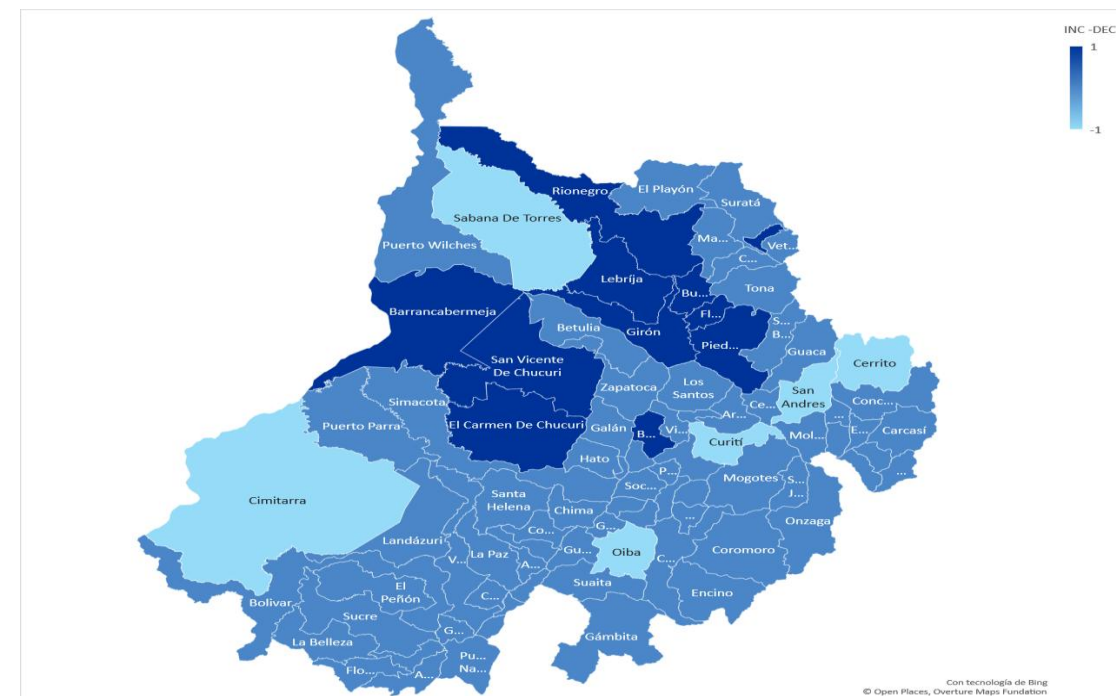 INC -DEC
1
-1
Rionegro
El Playón
Suratá
Sabana De Torres
Ma...
Vet...
Puerto Wilches
C...
Lebríja
Tona
Bu...
Barrancabermeja
Fl...
S...
Betulia
Girón
B...
Pied...
Guaca
San Vicente
De Chucuri
Cerrito
Zapatoca
Los
Santos
San
Andres
Simacota
Ce...
Conc...
Ar...
Puerto Parra
El Carmen De Chucuri
Galán
B...
Vi...
...
E...
Carcasí
Curití
Mol...
Hato
...
P...
Mogotes
S...
J...
Soc...
Cimitarra
Santa
Helena
Chima
...
Onzaga
G...
Co...
Landázuri
Gu...
Oiba
Coromoro
V...
La Paz
A...
C...
Suaita
El
Peñón
Encino
C...
Bolivar
Sucre
G...
Gámbita
La Belleza
Pu...
Na...
Flo...
A...
Con tecnología de Bing
© Open Places, Overture Maps Fundation